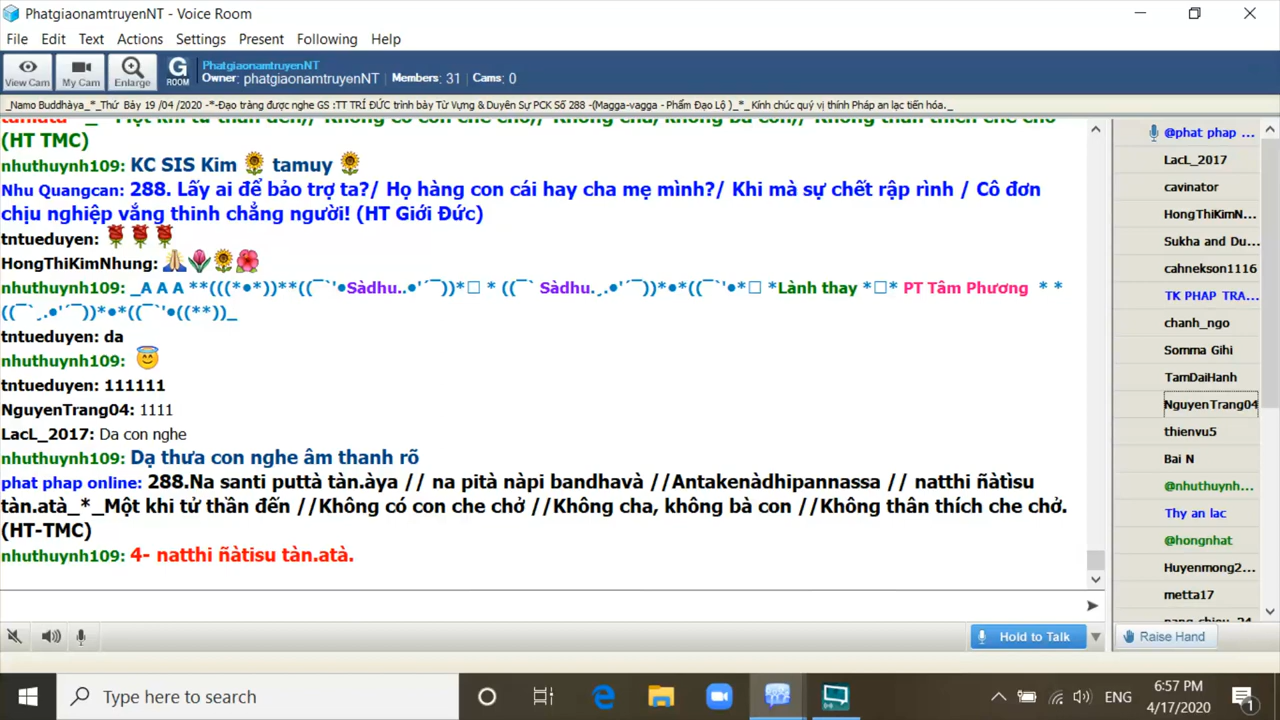 PhatgiaonamtruyenNT - Voice Room
File Edit Text Actions Settings Present Following Help
View Cam My Cam Enlarge G ROOM PhatgiaonamtruyenNT
Owner: phatgiaonamtruyenNT Members: 31 Cams: 0
_Namo Buddhàya_*_Thứ Bảy 19 /04 /2020 -*-Đạo tràng được nghe GS :TT TRÍ ĐỨC trình bày Từ Vựng & Duyên Sự PCK Số 288 -(Magga-vagga - Phẩm Đạo Lộ )_*_ Kính chúc quý vị thính Pháp an lạc tiến hóa._
(HT TMC)
nhuthuynh109: KC SIS Kim 🌻 tamuy 🌻
Nhu Quangcan: 288. Lấy ai để bảo trợ ta?/ Họ hàng con cái hay cha mẹ mình?/ Khi mà sự chết rập rình / Cô đơn
chịu nghiệp vắng thinh chẳng người! (HT Giới Đức)
tntueduyen: 🌹🌹🌹
HongThiKimNhung: 🙏🌷🌻🌺
nhuthuynh109: _A A A **(((*•*))**((¯`'•Sàdhu..•'´¯))*□ * ((¯` Sàdhu.¸.•'´¯))*•*((¯`'•*□ *Lành thay *□* PT Tâm Phương * *
((¯`¸.•'´¯))*•*((¯`'•((**))_
tntueduyen: da
nhuthuynh109: 😇
tntueduyen: 111111
NguyenTrang04: 1111
LacL_2017: Da con nghe
nhuthuynh109: Dạ thưa con nghe âm thanh rõ
phat phap online: 288.Na santi puttà tàn.àya // na pità nàpi bandhavà //Antakenàdhipannassa // natthi ñàtisu
tàn.atà_*_Một khi tử thần đến //Không có con che chở //Không cha, không bà con //Không thân thích che chở.
(HT-TMC)
nhuthuynh109: 4- natthi ñàtisu tàn.atà.
@phat phap ...
LacL_2017
cavinator
HongThiKimN...
Sukha and Du...
cahnekson1116
TK PHAP TRA...
chanh_ngo
Somma Gihi
TamDaiHanh
NguyenTrang04
thienvu5
Bai N
@nhuthuynh...
Thy an lac
@hongnhat
Huyenmong2...
metta17
Hold to Talk
Raise Hand
Type here to search
ENG
6:57 PM
4/17/2020
1